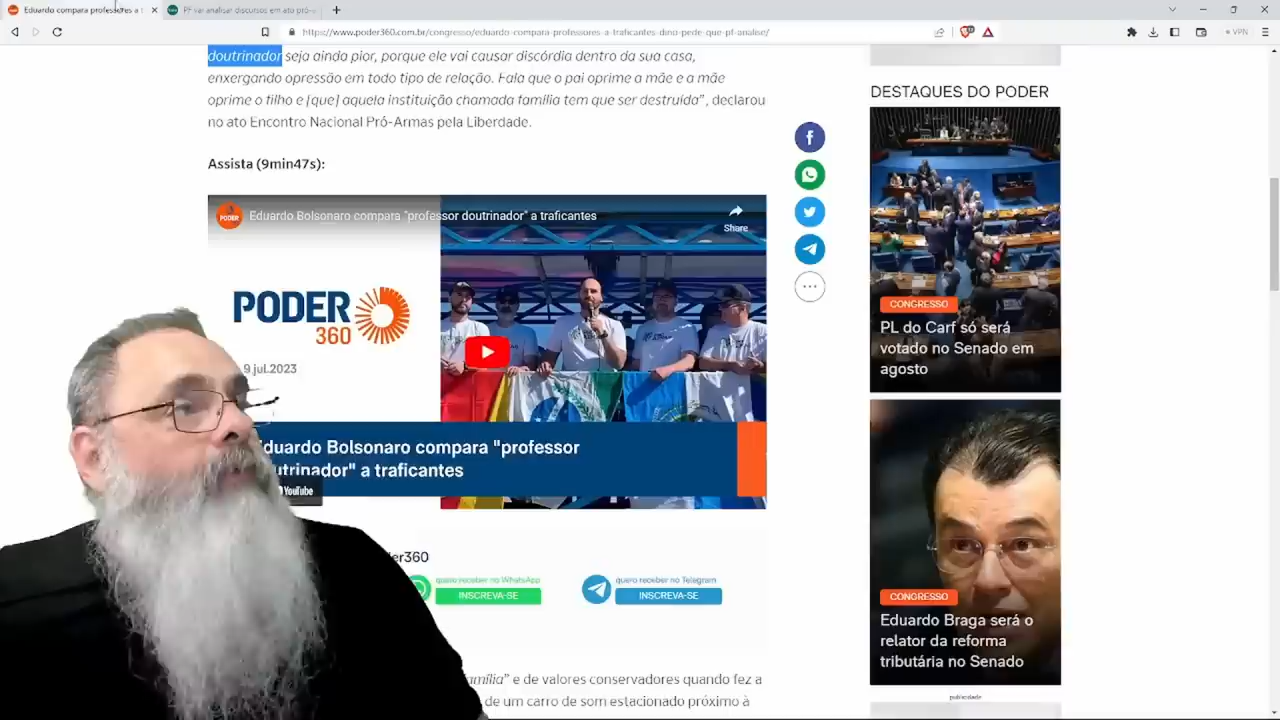 Eduardo compara professores a t
PF vai analisar discursos em ato pró-
https://www.poder360.com.br/congresso/eduardo-compara-professores-a-traficantes-dino-pede-que-pf-analise/
VPN
doutrinador seja ainda pior, porque ele vai causar discórdia dentro da sua casa,
enxergando opressão em todo tipo de relação. Fala que o pai oprime a mãe e a mãe
oprime o filho e [que] aquela instituição chamada família tem que ser destruída”, declarou
no ato Encontro Nacional Pró-Armas pela Liberdade.
Assista (9min47s):
PODER
Eduardo Bolsonaro compara "professor doutrinador" a traficantes
Share
PODER
360
9.jul.2023
Eduardo Bolsonaro compara "professor
doutrinador" a traficantes
YouTube
er360
quero receber no WhatsApp
INSCREVA-SE
quero receber no Telegram
INSCREVA-SE
família” e de valores conservadores quando fez a
de um carro de som estacionado próximo à
DESTAQUES DO PODER
CONGRESSO
PL do Carf só será
votado no Senado em
agosto
CONGRESSO
Eduardo Braga será o
relator da reforma
tributária no Senado
publicidade